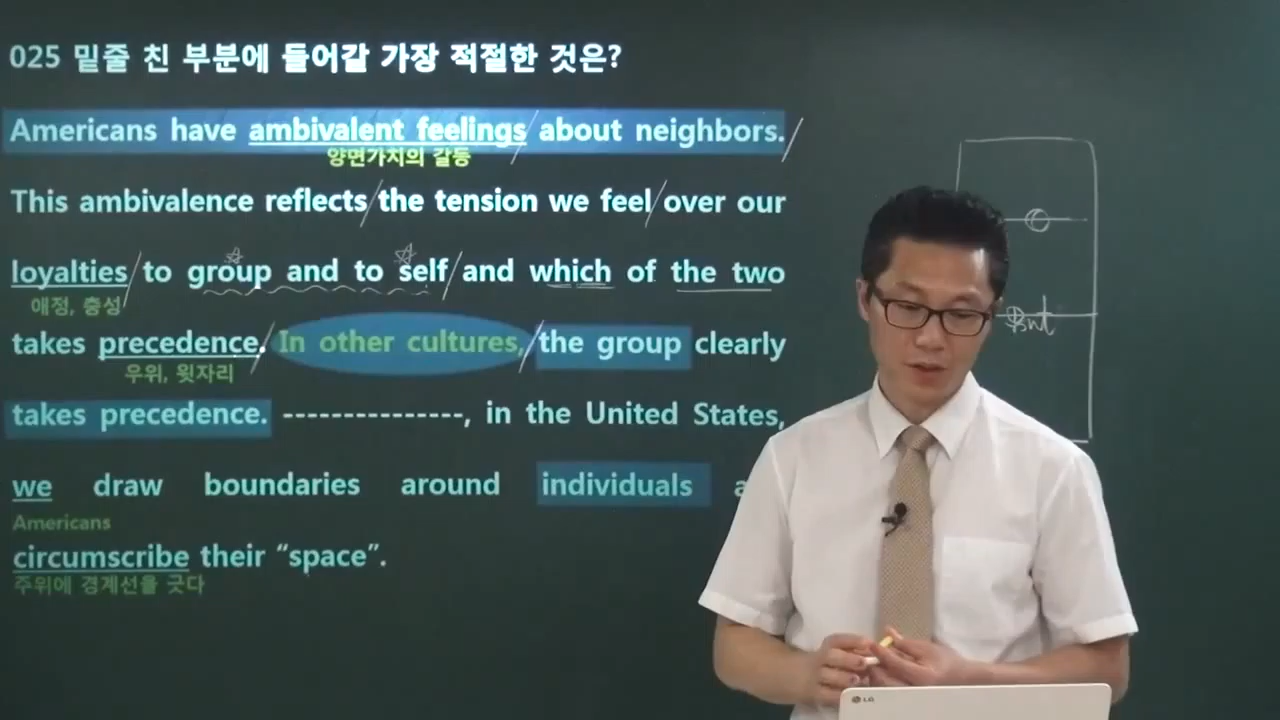 025 밑줄 친 부분에 들어갈 가장 적절한 것은?
Americans have ambivalent feelings about neighbors.
양면가치의 갈등
This ambivalence reflects the tension we feel over our
loyalties to group and to self and which of the two
애정, 충성
takes precedence. In other cultures, the group clearly
우위, 윗자리
takes precedence. ---------------, in the United States,
we draw boundaries around individuals
Americans
circumscribe their “space”.
주위에 경계선을 긋다
But
LG